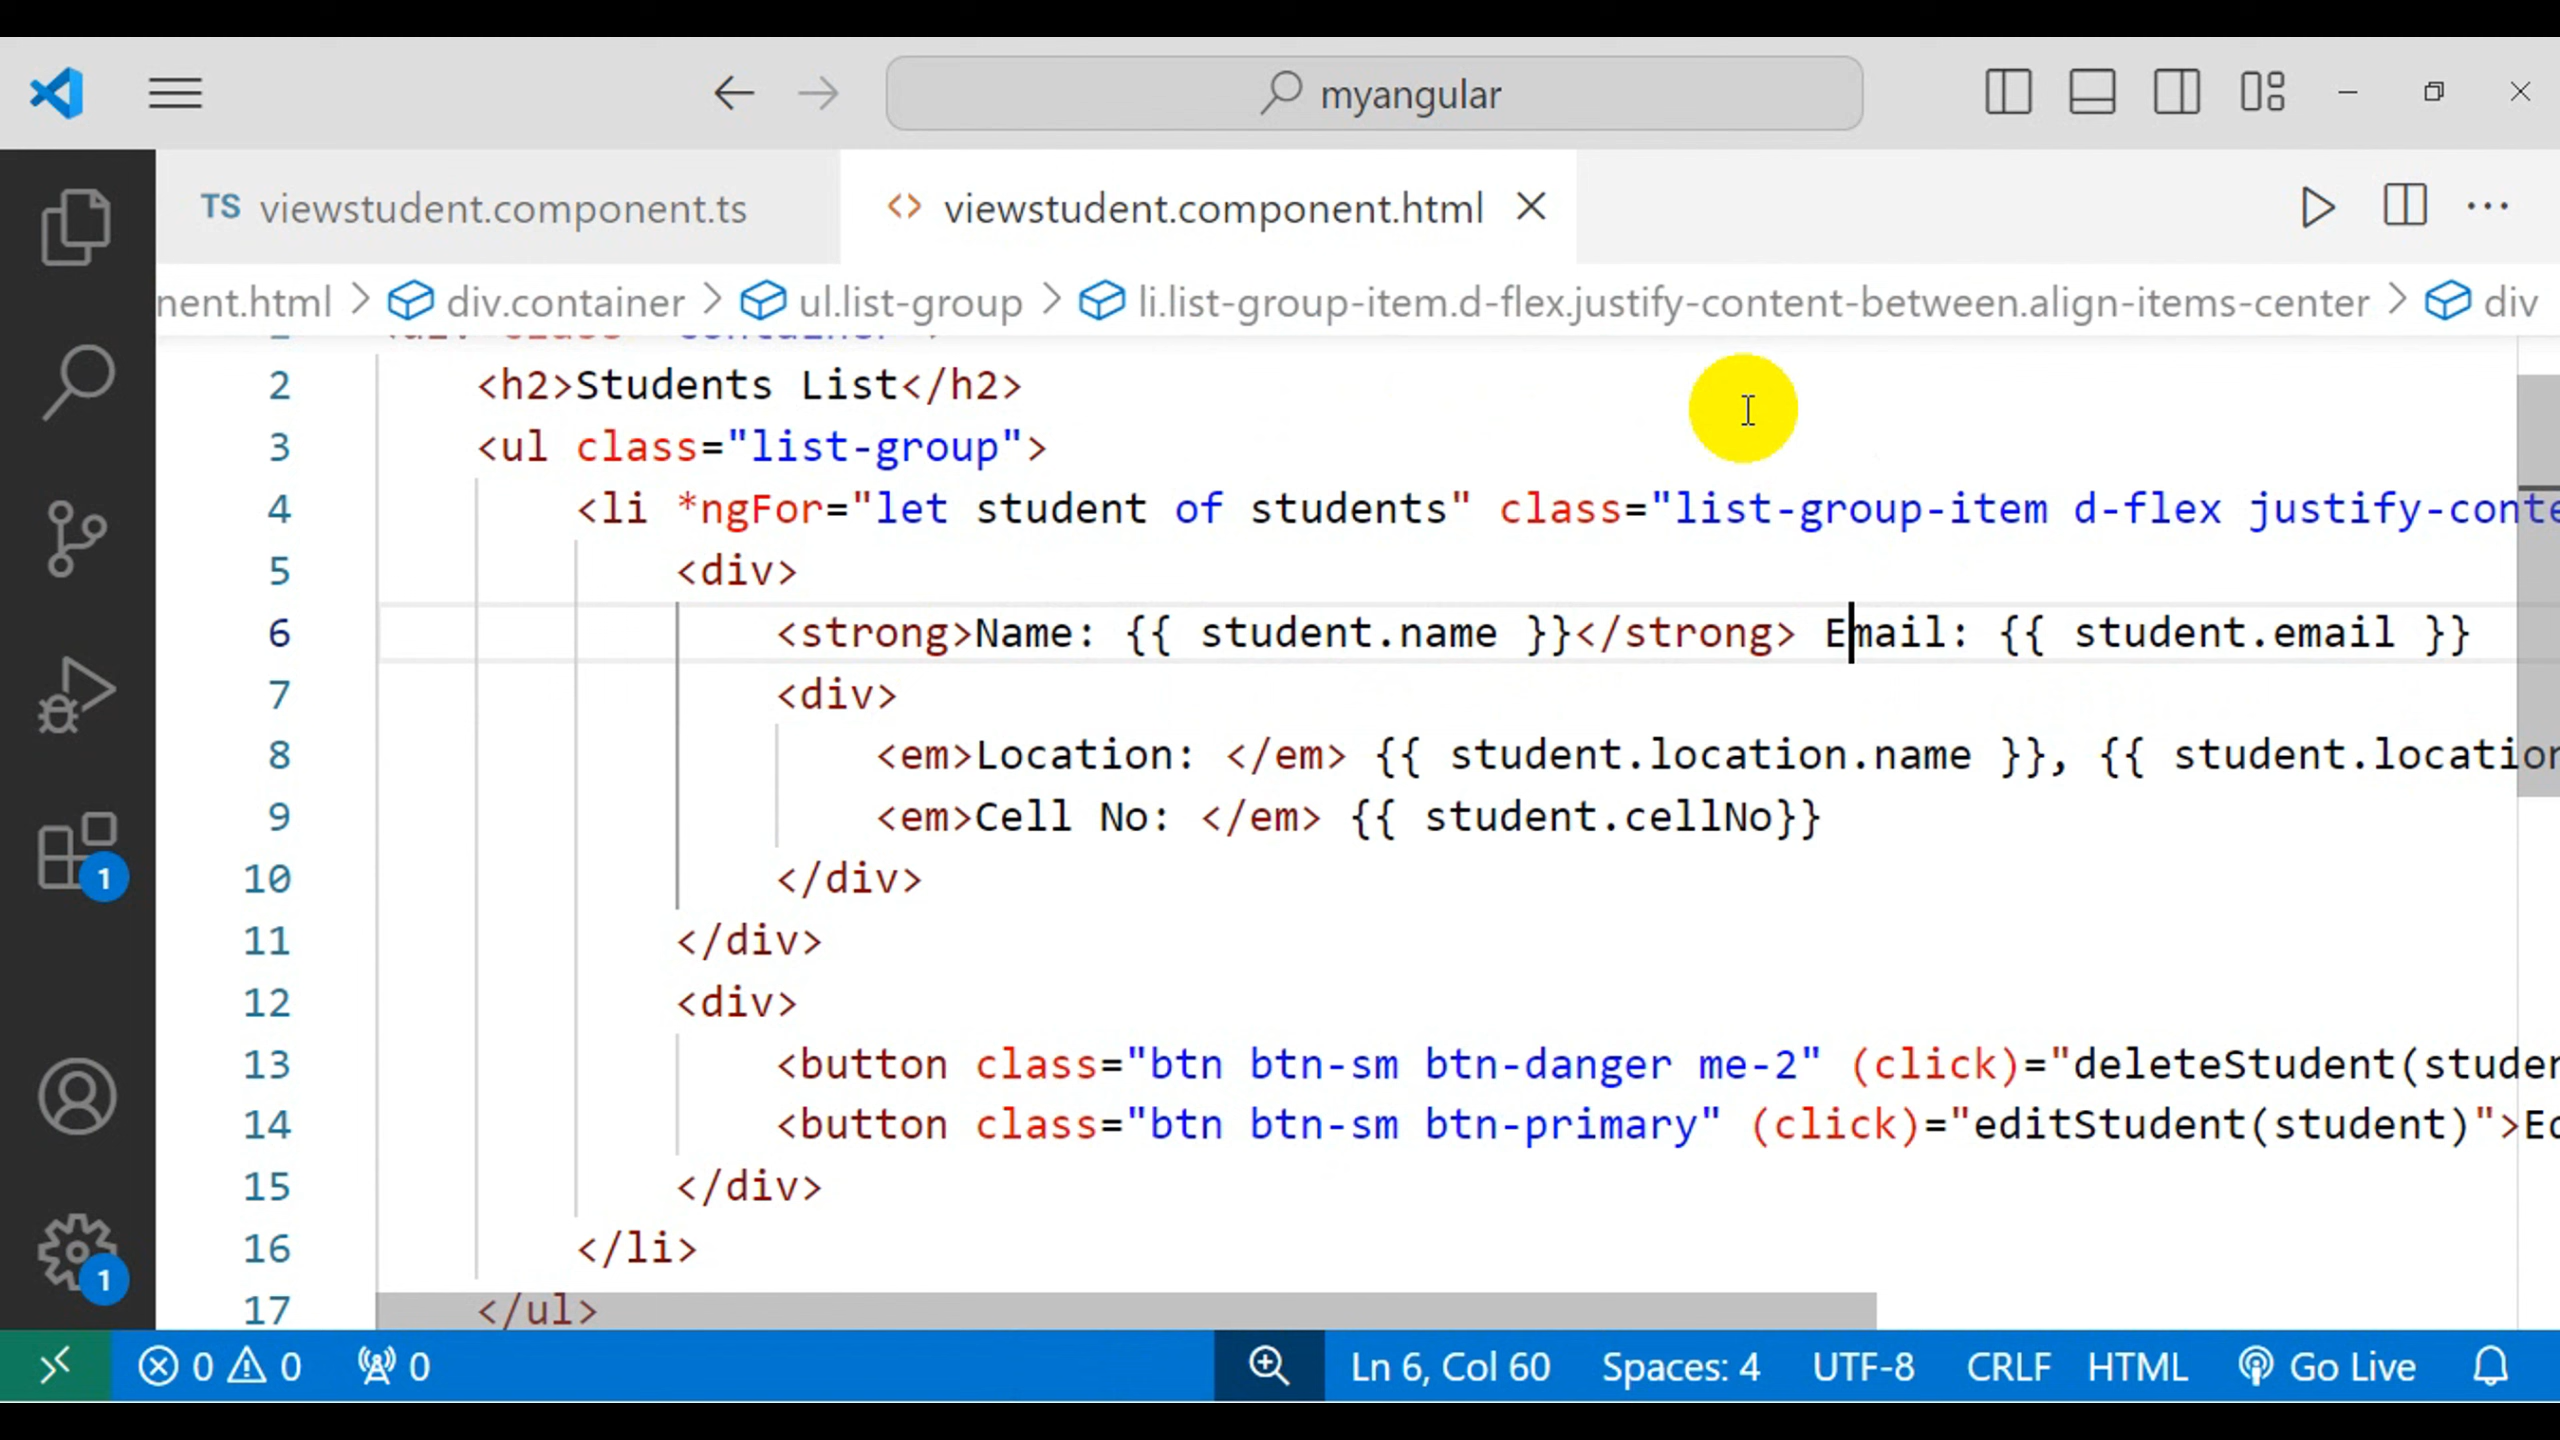 myangular
TS viewstudent.component.ts
<> viewstudent.component.html
nent.html > div.container > ul.list-group > li.list-group-item.d-flex.justify-content-between.align-items-center > div
2 <h2>Students List</h2>
3 <ul class="list-group">
4 <li *ngFor="let student of students" class="list-group-item d-flex justify-conte
5 <div>
6 <strong>Name: {{ student.name }}</strong> Email: {{ student.email }}
7 <div>
8 <em>Location: </em> {{ student.location.name }}, {{ student.location
9 <em>Cell No: </em> {{ student.cellNo}}
10 </div>
11 </div>
12 <div>
13 <button class="btn btn-sm btn-danger me-2" (click)="deleteStudent(studen
14 <button class="btn btn-sm btn-primary" (click)="editStudent(student)">Ed
15 </div>
16 </li>
17 </ul>
1
1
0 0 0 Ln 6, Col 60 Spaces: 4 UTF-8 CRLF HTML Go Live